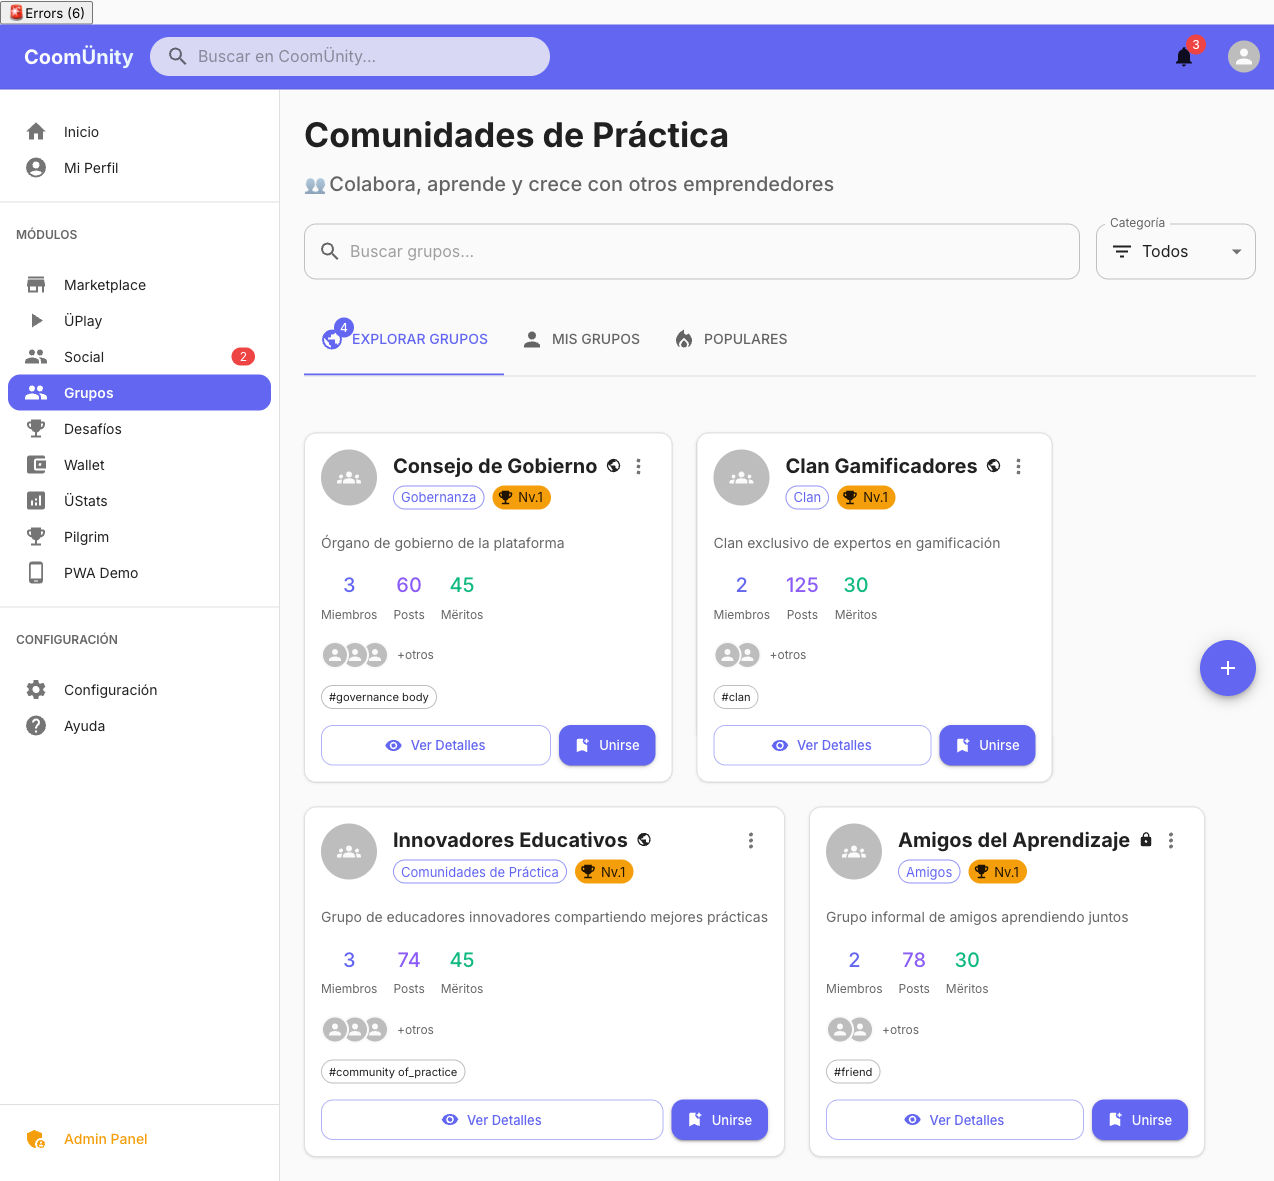 Errors (6)
CoomÜnity
Buscar en CoomÜnity...
3
Inicio
Mi Perfil
MÓDULOS
Marketplace
ÜPlay
Social
2
Grupos
Desafíos
Wallet
ÜStats
Pilgrim
PWA Demo
CONFIGURACIÓN
Configuración
Ayuda
Admin Panel
Comunidades de Práctica
👥 Colabora, aprende y crece con otros emprendedores
Buscar grupos...
Categoría
Todos
4
EXPLORAR GRUPOS
MIS GRUPOS
POPULARES
Consejo de Gobierno
Gobernanza
Nv.1
Órgano de gobierno de la plataforma
3 60 45
Miembros Posts Mëritos
+otros
#governance body
Ver Detalles
Unirse
Clan Gamificadores
Clan
Nv.1
Clan exclusivo de expertos en gamificación
2 125 30
Miembros Posts Mëritos
+otros
#clan
Ver Detalles
Unirse
Innovadores Educativos
Comunidades de Práctica
Nv.1
Grupo de educadores innovadores compartiendo mejores prácticas
3 74 45
Miembros Posts Mëritos
+otros
#community of_practice
Ver Detalles
Unirse
Amigos del Aprendizaje
Amigos
Nv.1
Grupo informal de amigos aprendiendo juntos
2 78 30
Miembros Posts Mëritos
+otros
#friend
Ver Detalles
Unirse